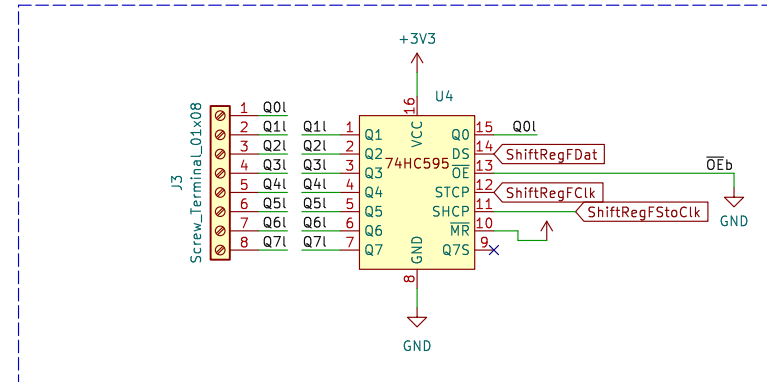 +3V3
U4
16
VCC
J3
Screw_Terminal_01x08
1 Q0l
2 Q1l
3 Q2l
4 Q3l
5 Q4l
6 Q5l
7 Q6l
8 Q7l
Q1l 1 Q1
Q2l 2 Q2
Q3l 3 Q3
Q4l 4 Q4
Q5l 5 Q5
Q6l 6 Q6
Q7l 7 Q7
74HC595
Q0 15 Q0l
DS 14 ShiftRegFDat
O̅E̅ 13 O̅E̅b
STCP 12 ShiftRegFClk
SHCP 11 ShiftRegFStoClk
M̅R̅ 10
Q7S 9
GND
8
GND
GND